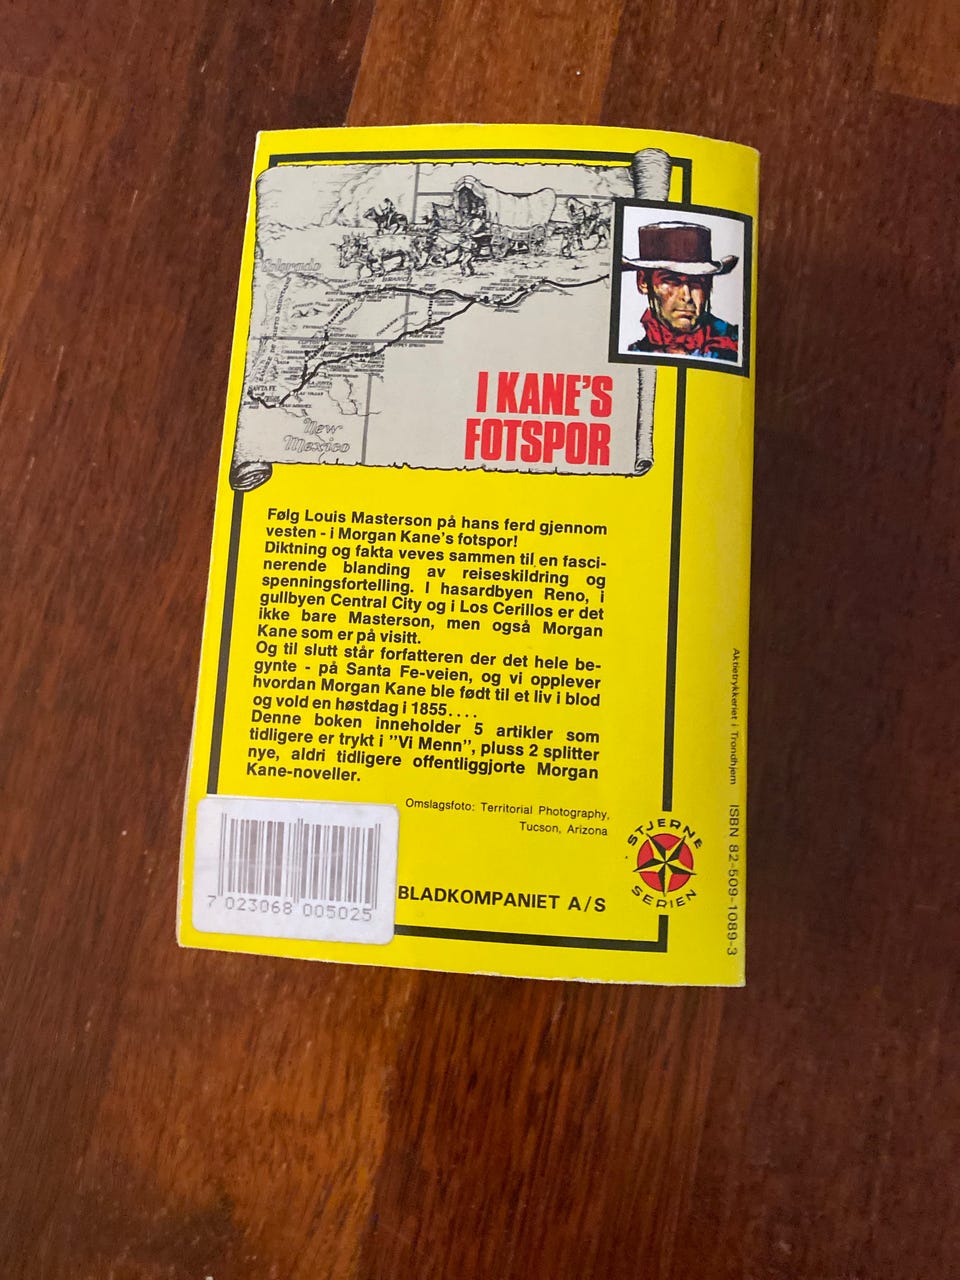 Colorado
MOUNTAIN BRANCH
SANTA FE
New
Mexico
I KANE'S
FOTSPOR
Følg Louis Masterson på hans ferd gjennom
vesten - i Morgan Kane's fotspor!
Diktning og fakta veves sammen til en fasci-
nerende blanding av reiseskildring og
spenningsfortelling. I hasardbyen Reno, i
gullbyen Central City og i Los Cerillos er det
ikke bare Masterson, men også Morgan
Kane som er på visitt.
Og til slutt står forfatteren der det hele be-
gynte - på Santa Fe-veien, og vi opplever
hvordan Morgan Kane ble født til et liv i blod
og vold en høstdag i 1855....
Denne boken inneholder 5 artikler som
tidligere er trykt i "Vi Menn", pluss 2 splitter
nye, aldri tidligere offentliggjorte Morgan
Kane-noveller.
Omslagsfoto: Territorial Photography,
Tucson, Arizona
STJERNE
SERIEN
BLADKOMPANIET A/S
7 023068 005025
Aktietrykkeriet i Trondhjem ISBN 82-509-1089-3